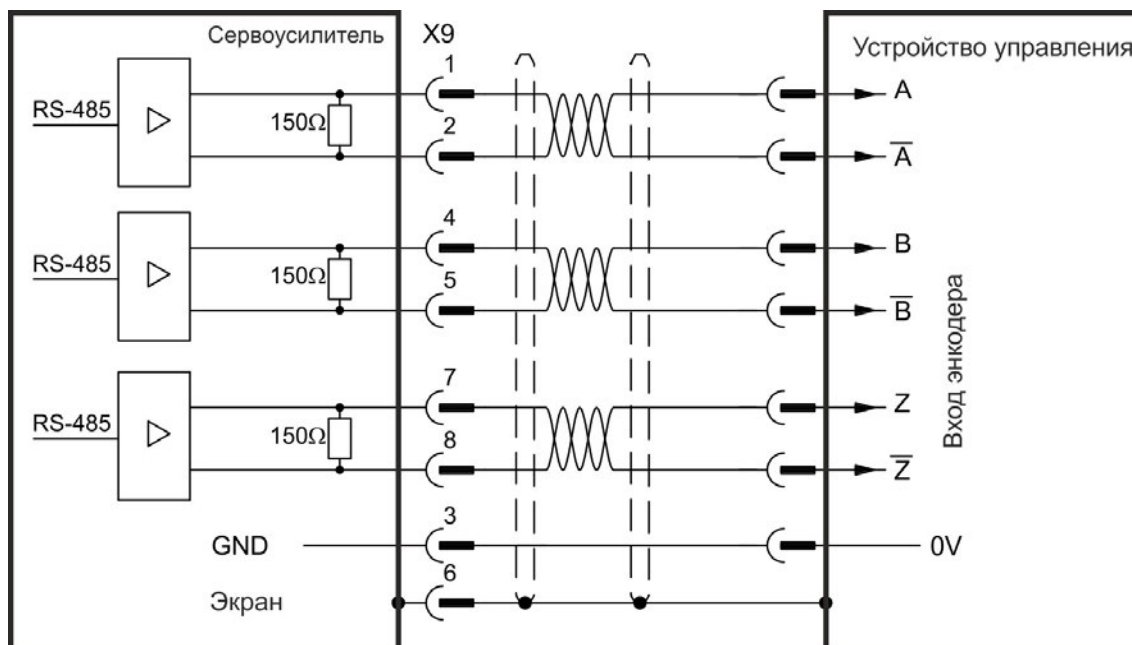 Сервоусилитель
X9
Устройство управления
1
A
RS-485
150Ω
2
A̅
4
B
RS-485
150Ω
5
B̅
7
Z
RS-485
150Ω
8
Z̅
Вход энкодера
3
GND
0V
6
Экран